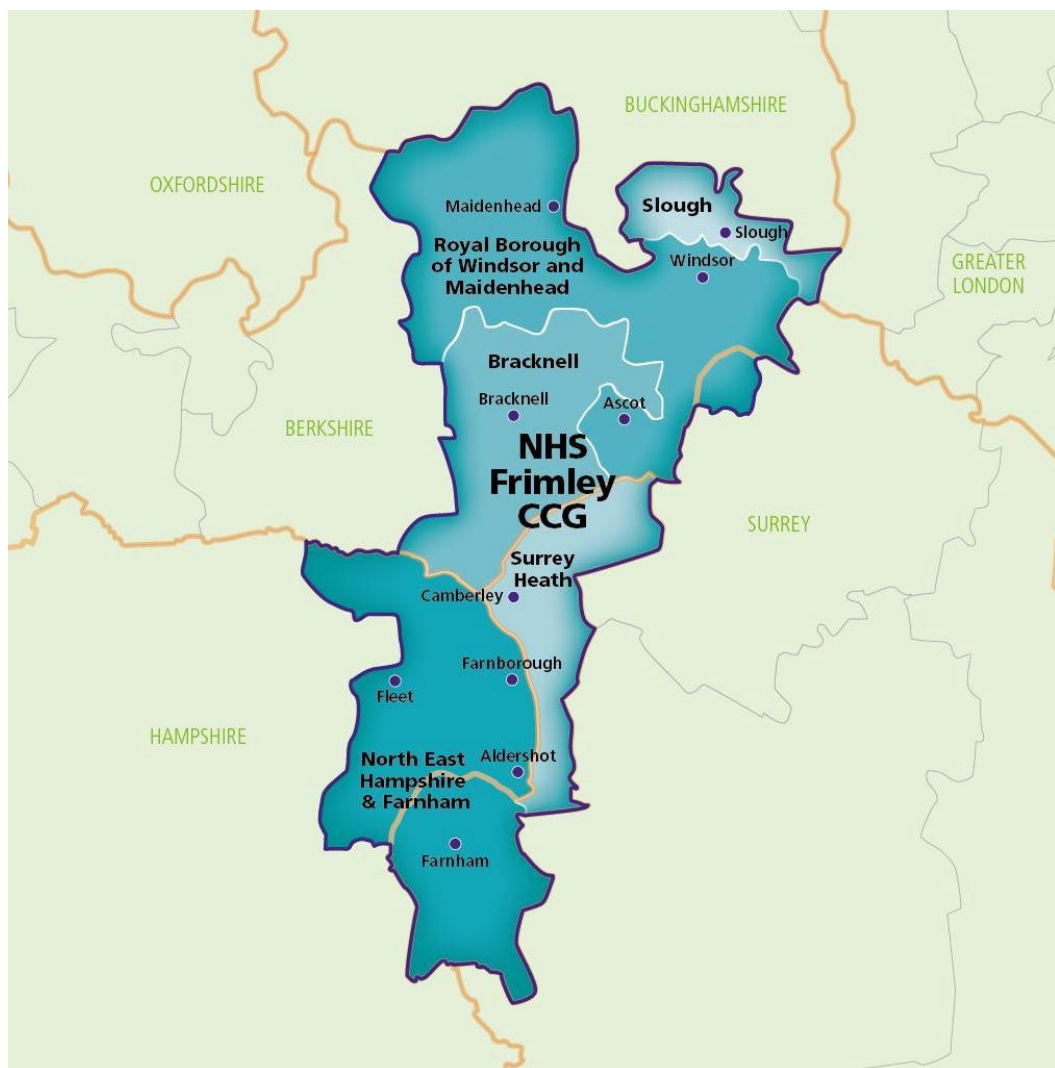 BUCKINGHAMSHIRE
OXFORDSHIRE
Maidenhead
Slough
Slough
Royal Borough
of Windsor and
Maidenhead
Windsor
GREATER
LONDON
Bracknell
Bracknell
Ascot
BERKSHIRE
NHS
Frimley
CCG
SURREY
Surrey
Heath
Camberley
Farnborough
Fleet
HAMPSHIRE
Aldershot
North East
Hampshire
& Farnham
Farnham